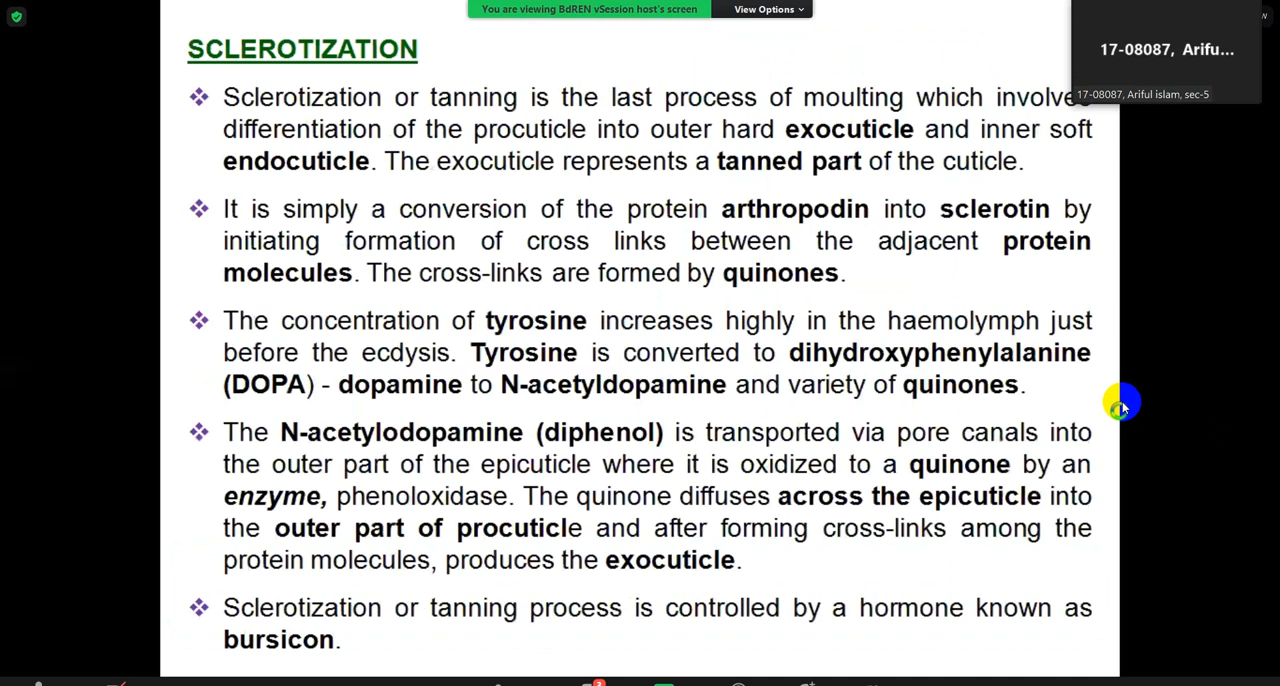 You are viewing BdREN vSession host's screen
View Options
17-08087, Arifu...
17-08087, Ariful islam, sec-5
SCLEROTIZATION
Sclerotization or tanning is the last process of moulting which involves
differentiation of the procuticle into outer hard exocuticle and inner soft
endocuticle. The exocuticle represents a tanned part of the cuticle.
It is simply a conversion of the protein arthropodin into sclerotin by
initiating formation of cross links between the adjacent protein
molecules. The cross-links are formed by quinones.
The concentration of tyrosine increases highly in the haemolymph just
before the ecdysis. Tyrosine is converted to dihydroxyphenylalanine
(DOPA) - dopamine to N-acetyldopamine and variety of quinones.
The N-acetylodopamine (diphenol) is transported via pore canals into
the outer part of the epicuticle where it is oxidized to a quinone by an
enzyme, phenoloxidase. The quinone diffuses across the epicuticle into
the outer part of procuticle and after forming cross-links among the
protein molecules, produces the exocuticle.
Sclerotization or tanning process is controlled by a hormone known as
bursicon.